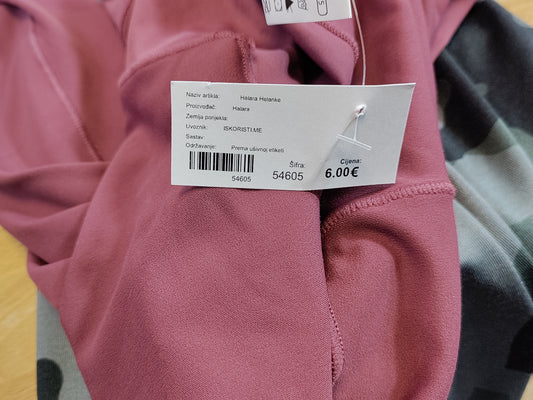 Naziv artikla: Halara Helanke
Proizvođač: Halara
Zemlja porijekla:
Uvoznik: ISKORISTI.ME
Sastav:
Održavanje: Prema ušivnoj etiketi
54605
Šifra:
54605
Cijena:
6.00€